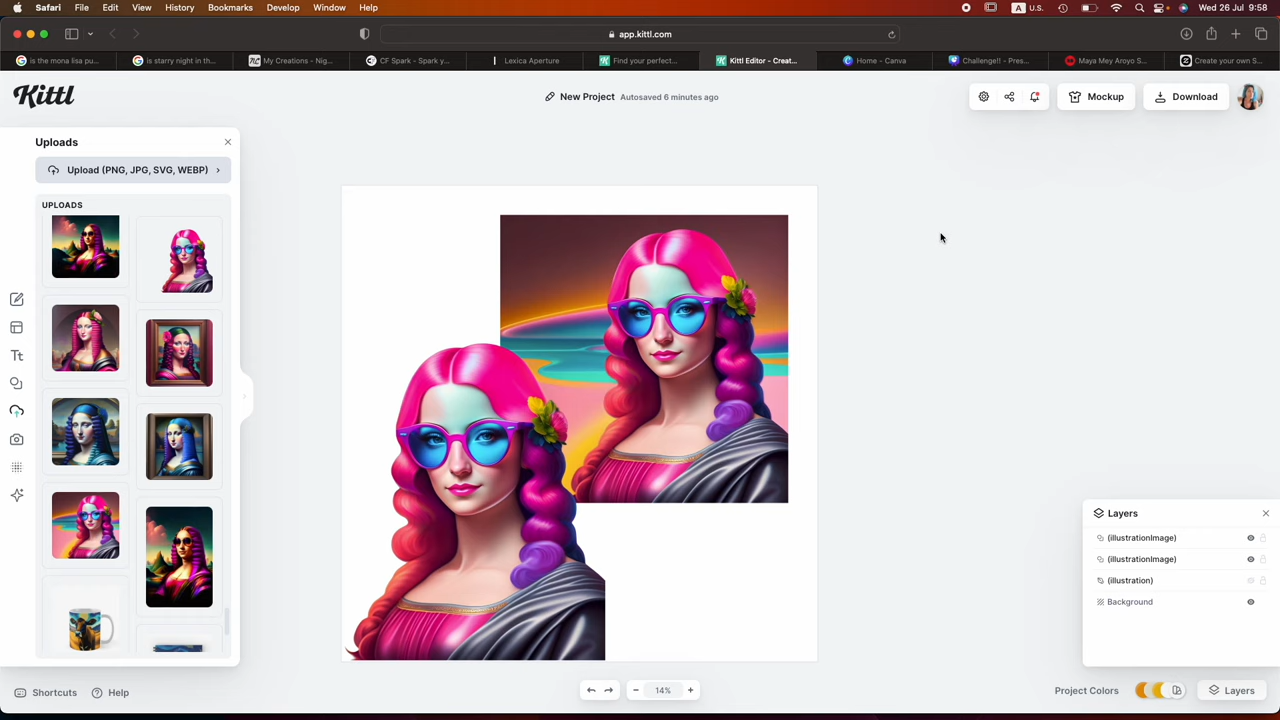 Safari File Edit View History Bookmarks Develop Window Help A U.S. Wed 26 Jul 9:58
app.kittl.com
is the mona lisa pu... is starry night in th... My Creations - Nig... CF Spark - Spark y... Lexica Aperture Find your perfect... Kittl Editor - Creat... Home - Canva Challenge!! - Pres... Maya Mey Aroyo S... Create your own S...
Kittl New Project Autosaved 6 minutes ago Mockup Download
Uploads
Upload (PNG, JPG, SVG, WEBP)
UPLOADS
Tt
Layers
(illustrationImage)
(illustrationImage)
(illustration)
Background
Shortcuts Help 14% Project Colors Layers